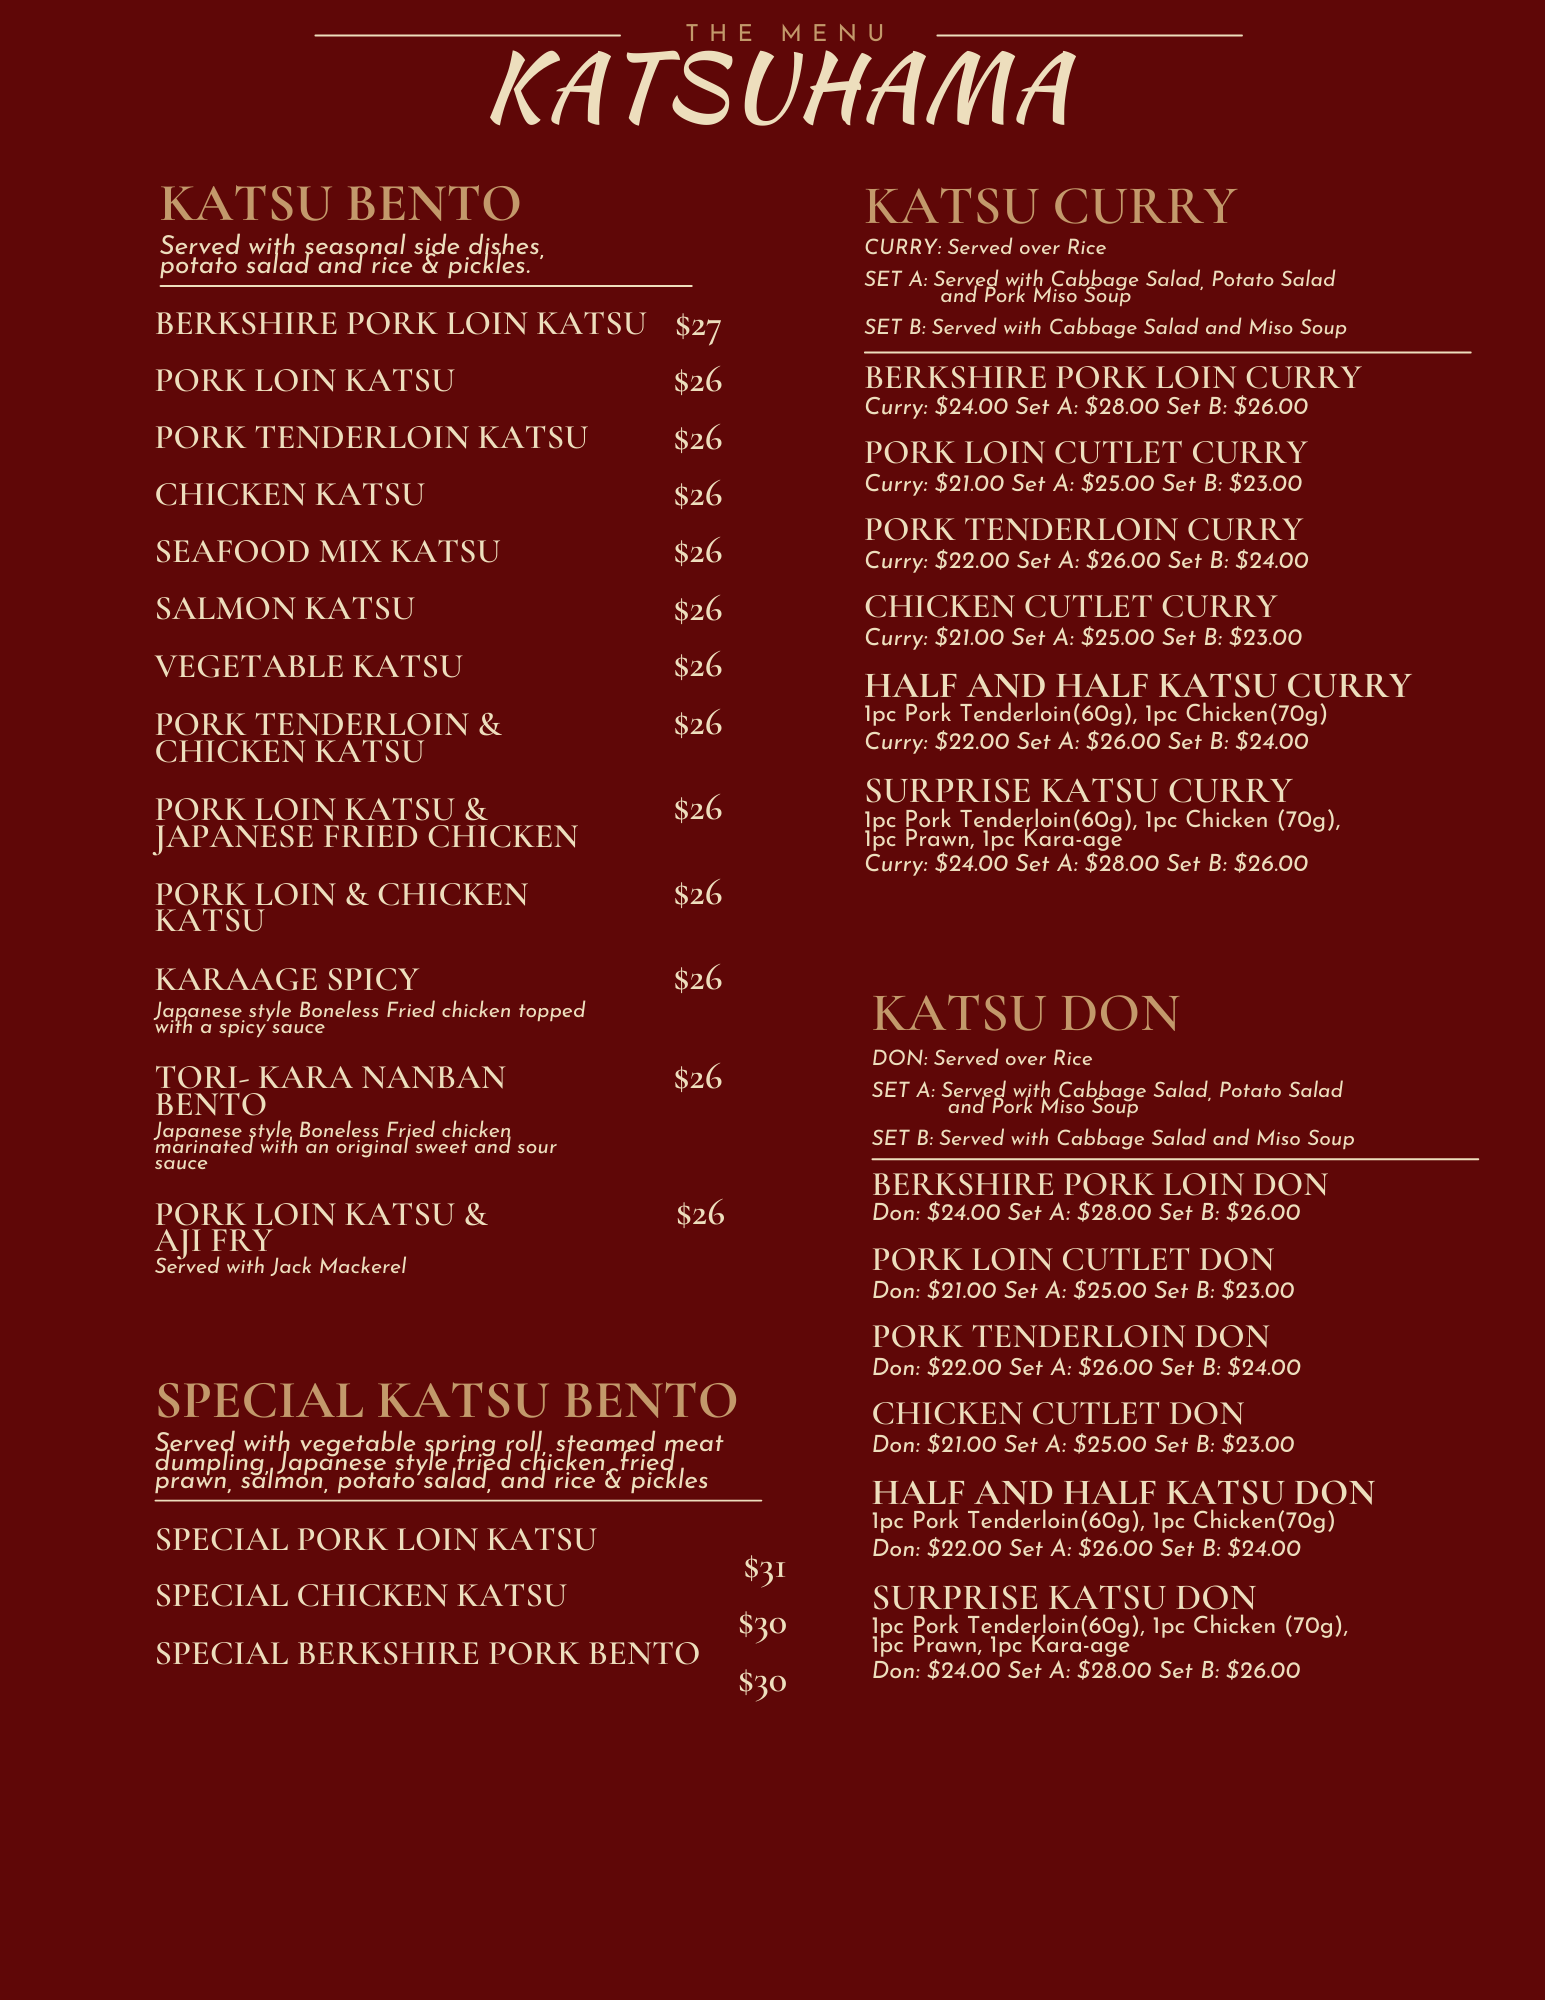 THE MENU
KATSUHAMA
KATSU BENTO
Served with seasonal side dishes,
potato salad and rice & pickles.
BERKSHIRE PORK LOIN KATSU $27
PORK LOIN KATSU $26
PORK TENDERLOIN KATSU $26
CHICKEN KATSU $26
SEAFOOD MIX KATSU $26
SALMON KATSU $26
VEGETABLE KATSU $26
PORK TENDERLOIN & $26
CHICKEN KATSU
PORK LOIN KATSU & $26
JAPANESE FRIED CHICKEN
PORK LOIN & CHICKEN $26
KATSU
KARAAGE SPICY $26
Japanese style Boneless Fried chicken topped
with a spicy sauce
TORI- KARA NANBAN $26
BENTO
Japanese style Boneless Fried chicken
marinated with an original sweet and sour
sauce
PORK LOIN KATSU & $26
AJI FRY
Served with Jack Mackerel
SPECIAL KATSU BENTO
Served with vegetable spring roll, steamed meat
dumpling, Japanese style fried chicken, fried
prawn, salmon, potato salad, and rice & pickles
SPECIAL PORK LOIN KATSU
$31
SPECIAL CHICKEN KATSU
$30
SPECIAL BERKSHIRE PORK BENTO
$30
KATSU CURRY
CURRY: Served over Rice
SET A: Served with Cabbage Salad, Potato Salad
and Pork Miso Soup
SET B: Served with Cabbage Salad and Miso Soup
BERKSHIRE PORK LOIN CURRY
Curry: $24.00 Set A: $28.00 Set B: $26.00
PORK LOIN CUTLET CURRY
Curry: $21.00 Set A: $25.00 Set B: $23.00
PORK TENDERLOIN CURRY
Curry: $22.00 Set A: $26.00 Set B: $24.00
CHICKEN CUTLET CURRY
Curry: $21.00 Set A: $25.00 Set B: $23.00
HALF AND HALF KATSU CURRY
1pc Pork Tenderloin(60g), 1pc Chicken(70g)
Curry: $22.00 Set A: $26.00 Set B: $24.00
SURPRISE KATSU CURRY
1pc Pork Tenderloin(60g), 1pc Chicken (70g),
1pc Prawn, 1pc Kara-age
Curry: $24.00 Set A: $28.00 Set B: $26.00
KATSU DON
DON: Served over Rice
SET A: Served with Cabbage Salad, Potato Salad
and Pork Miso Soup
SET B: Served with Cabbage Salad and Miso Soup
BERKSHIRE PORK LOIN DON
Don: $24.00 Set A: $28.00 Set B: $26.00
PORK LOIN CUTLET DON
Don: $21.00 Set A: $25.00 Set B: $23.00
PORK TENDERLOIN DON
Don: $22.00 Set A: $26.00 Set B: $24.00
CHICKEN CUTLET DON
Don: $21.00 Set A: $25.00 Set B: $23.00
HALF AND HALF KATSU DON
1pc Pork Tenderloin(60g), 1pc Chicken(70g)
Don: $22.00 Set A: $26.00 Set B: $24.00
SURPRISE KATSU DON
1pc Pork Tenderloin(60g), 1pc Chicken (70g),
1pc Prawn, 1pc Kara-age
Don: $24.00 Set A: $28.00 Set B: $26.00